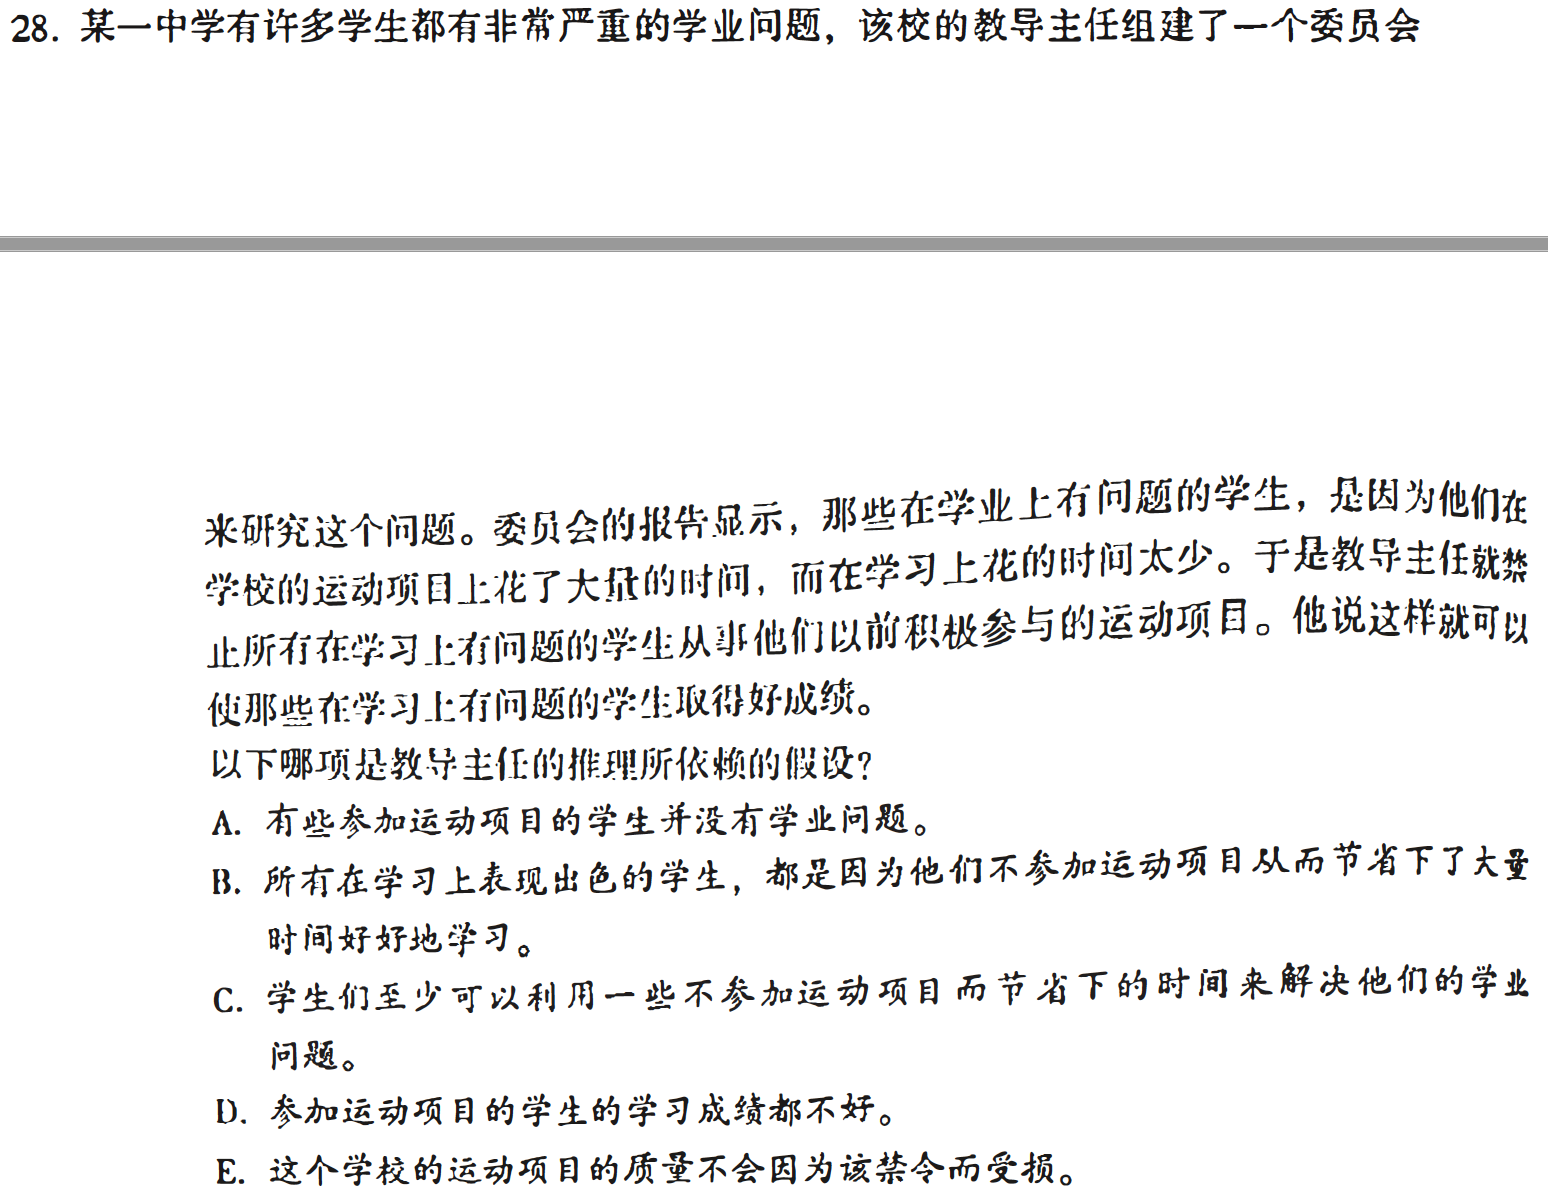 28. 某一中学有许多学生都有非常严重的学业问题，该校的教导主任组建了一个委员会
来研究这个问题。委员会的报告显示，那些在学业上有问题的学生，是因为他们在
学校的运动项目上花了大量的时间，而在学习上花的时间太少。于是教导主任就禁
止所有在学习上有问题的学生从事他们以前积极参与的运动项目。他说这样就可以
使那些在学习上有问题的学生取得好成绩。
以下哪项是教导主任的推理所依赖的假设?
A. 有些参加运动项目的学生并没有学业问题。
B. 所有在学习上表现出色的学生，都是因为他们不参加运动项目从而节省下了大量
时间好好地学习。
C. 学生们至少可以利用一些不参加运动项目而节省下的时间来解决他们的学业
问题。
D. 参加运动项目的学生的学习成绩都不好。
E. 这个学校的运动项目的质量不会因为该禁令而受损。